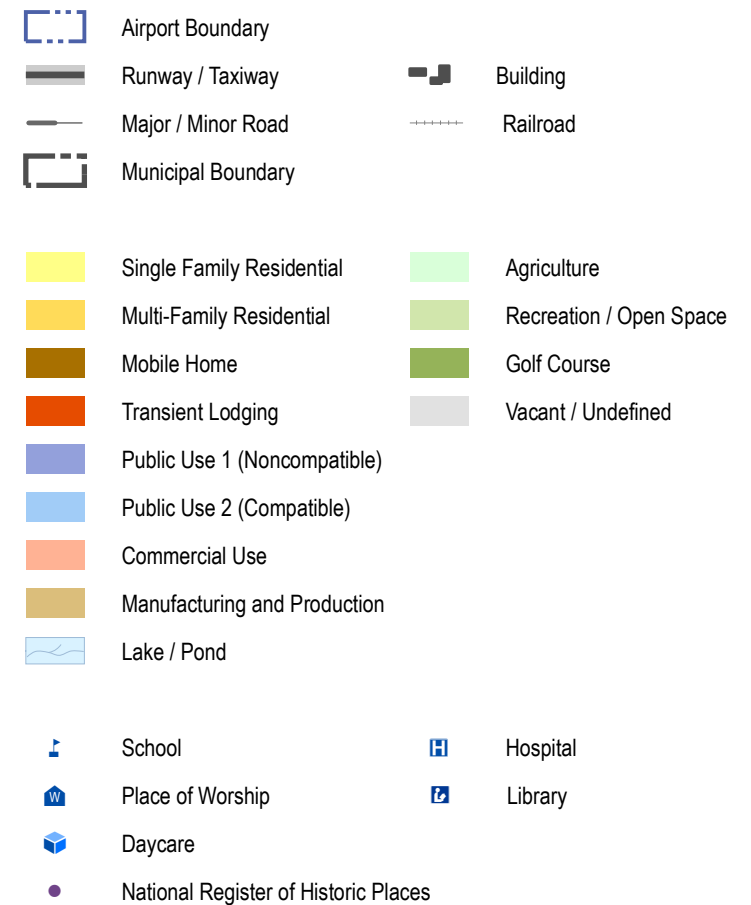 Airport Boundary
Runway / Taxiway
Building
Major / Minor Road
Railroad
Municipal Boundary
Single Family Residential
Agriculture
Multi-Family Residential
Recreation / Open Space
Mobile Home
Golf Course
Transient Lodging
Vacant / Undefined
Public Use 1 (Noncompatible)
Public Use 2 (Compatible)
Commercial Use
Manufacturing and Production
Lake / Pond
School
H Hospital
W Place of Worship
Library
Daycare
National Register of Historic Places